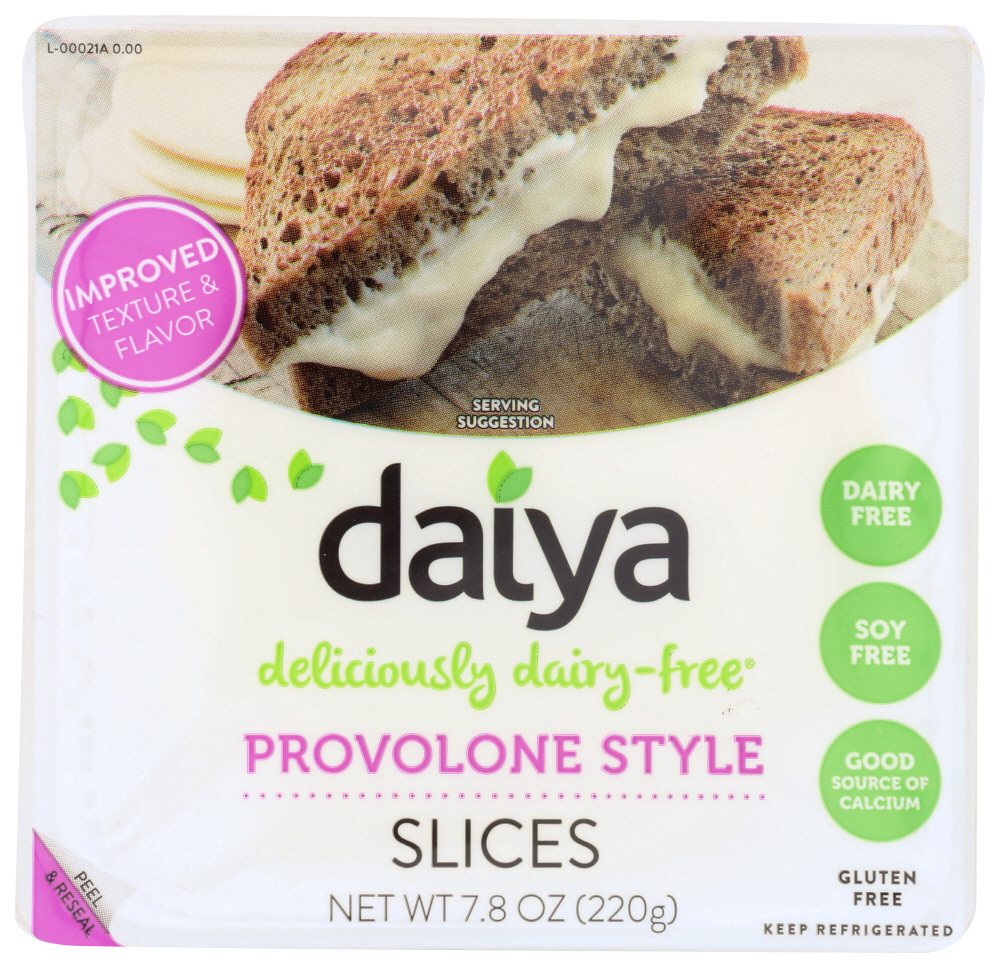 L-00021A 0.00
IMPROVED
TEXTURE &
FLAVOR
SERVING
SUGGESTION
daiya
deliciously dairy-free®
PROVOLONE STYLE
SLICES
NET WT 7.8 OZ (220g)
DAIRY
FREE
SOY
FREE
GOOD
SOURCE OF
CALCIUM
GLUTEN
FREE
KEEP REFRIGERATED
PEEL
& RESEAL